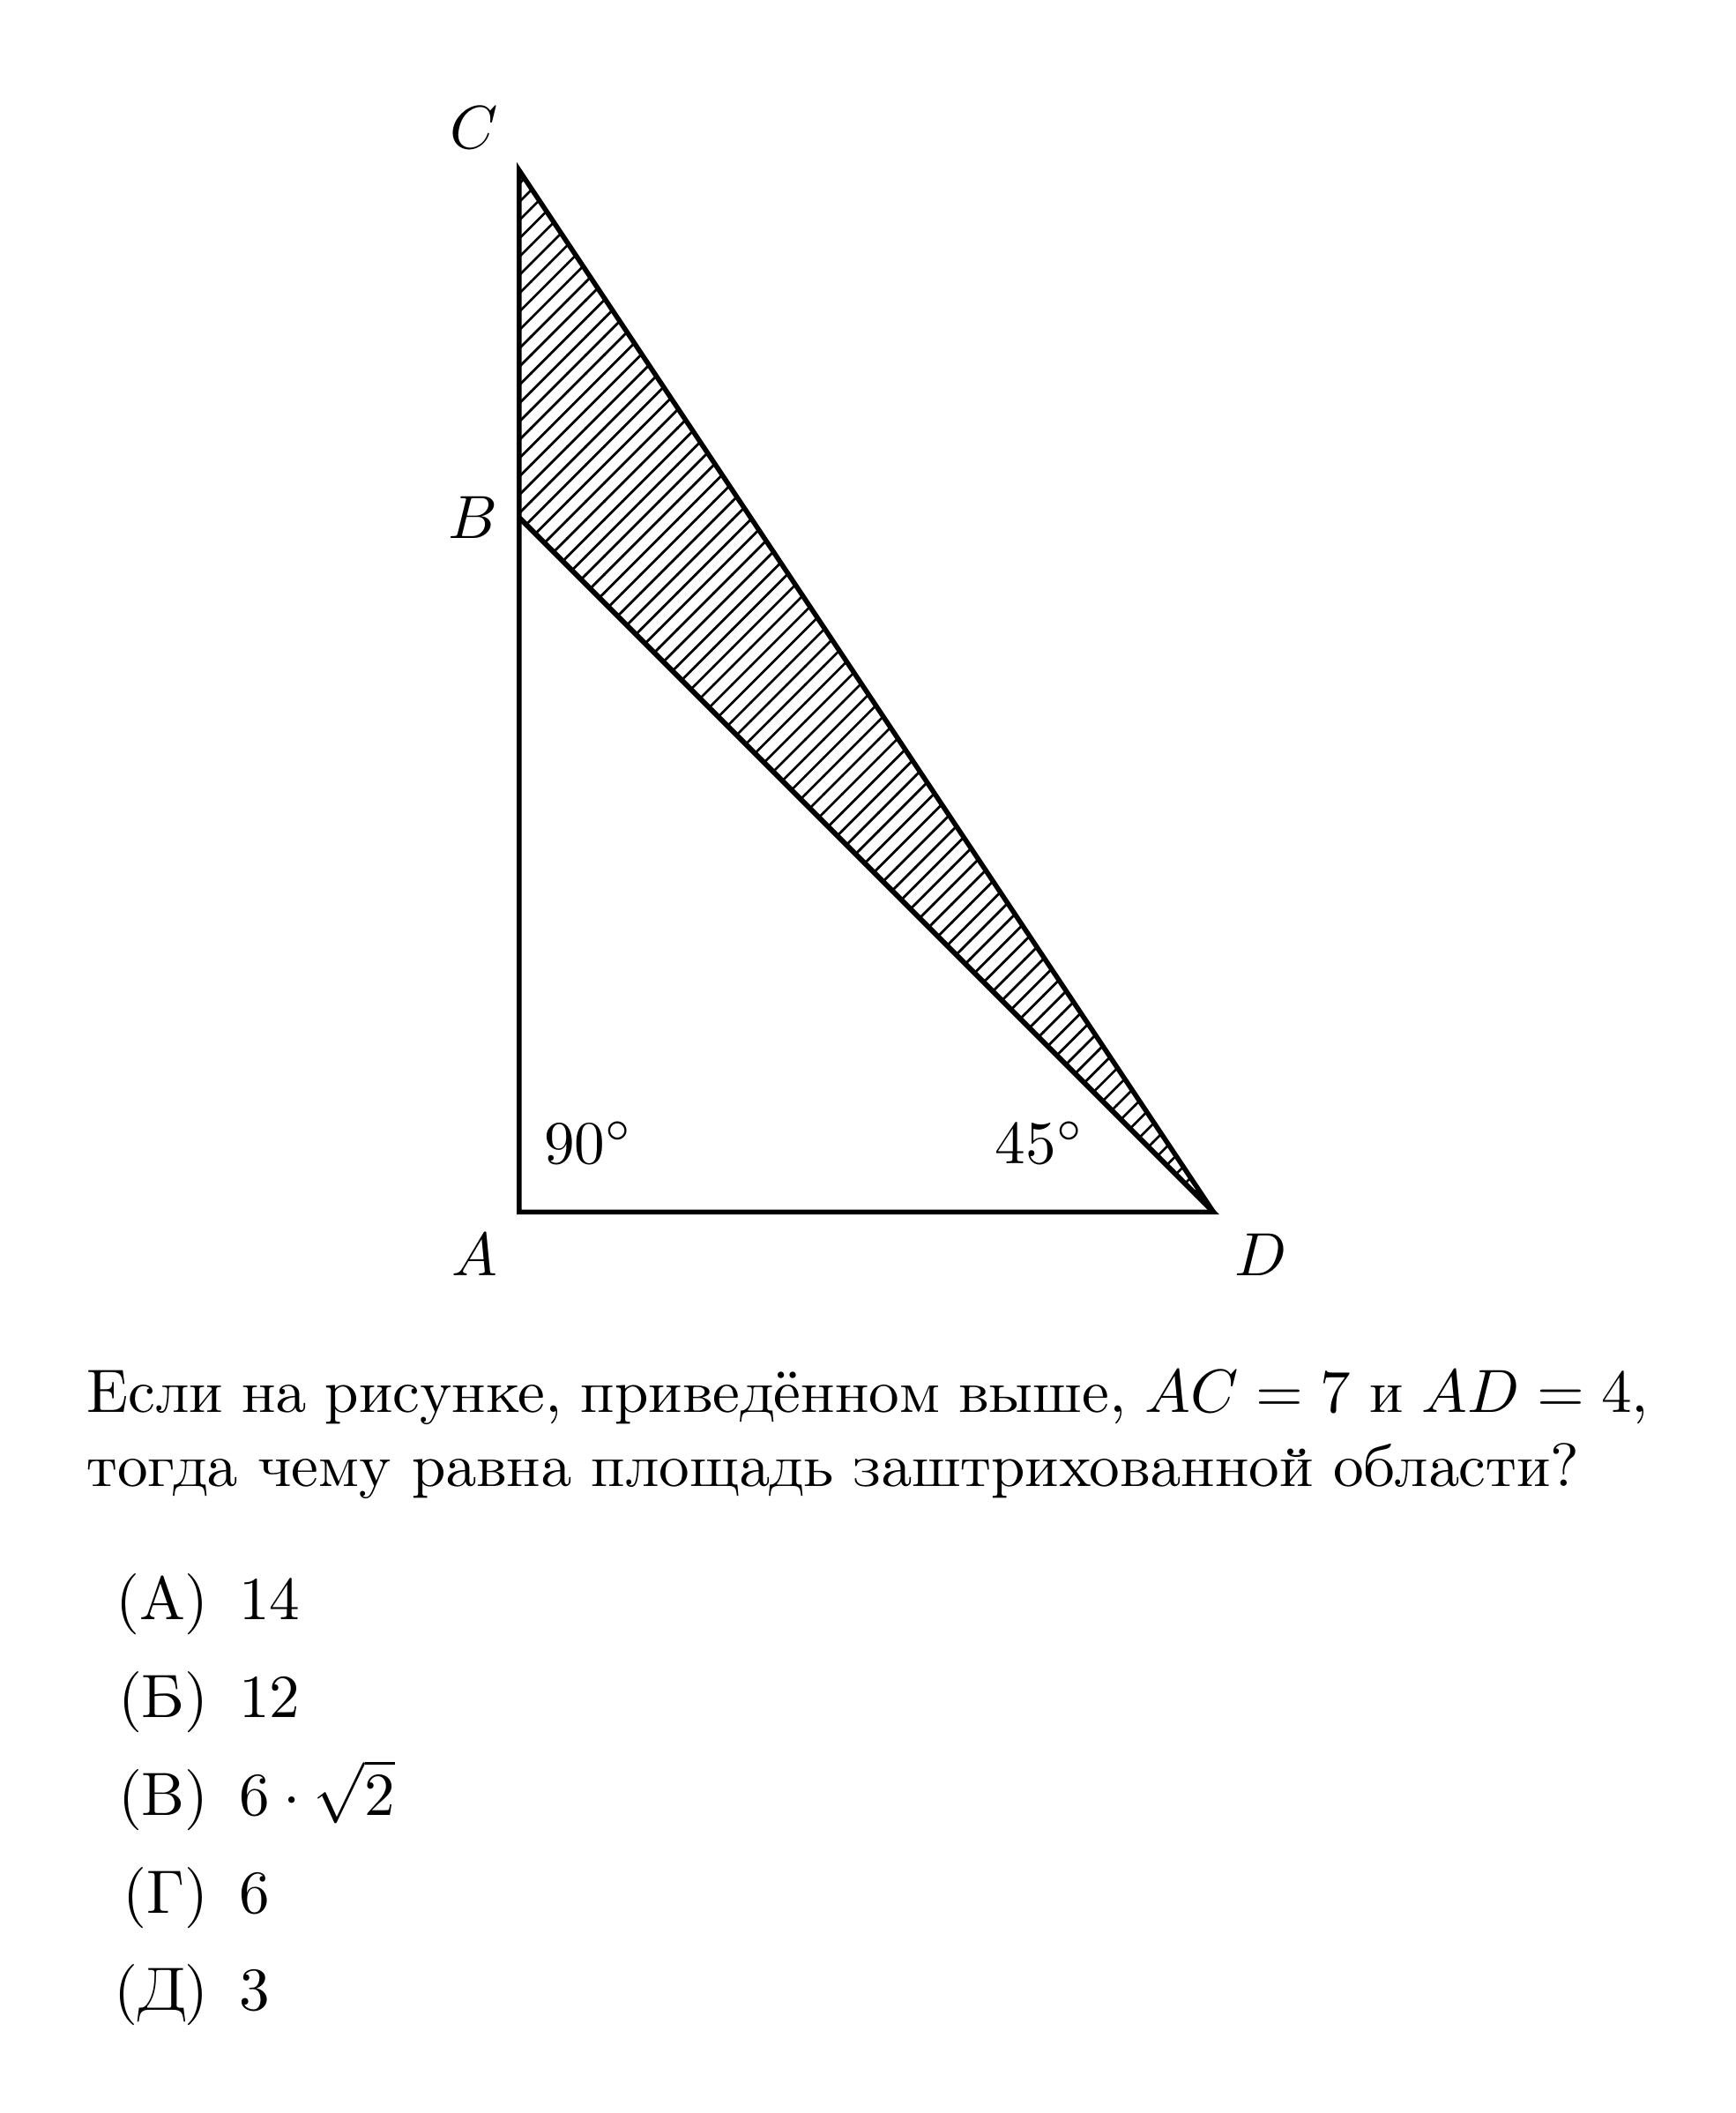 C
B
90° 45°
A D
Если на рисунке, приведённом выше, AC = 7 и AD = 4,
тогда чему равна площадь заштрихованной области?
(А) 14
(Б) 12
(В) 6 · √2
(Г) 6
(Д) 3